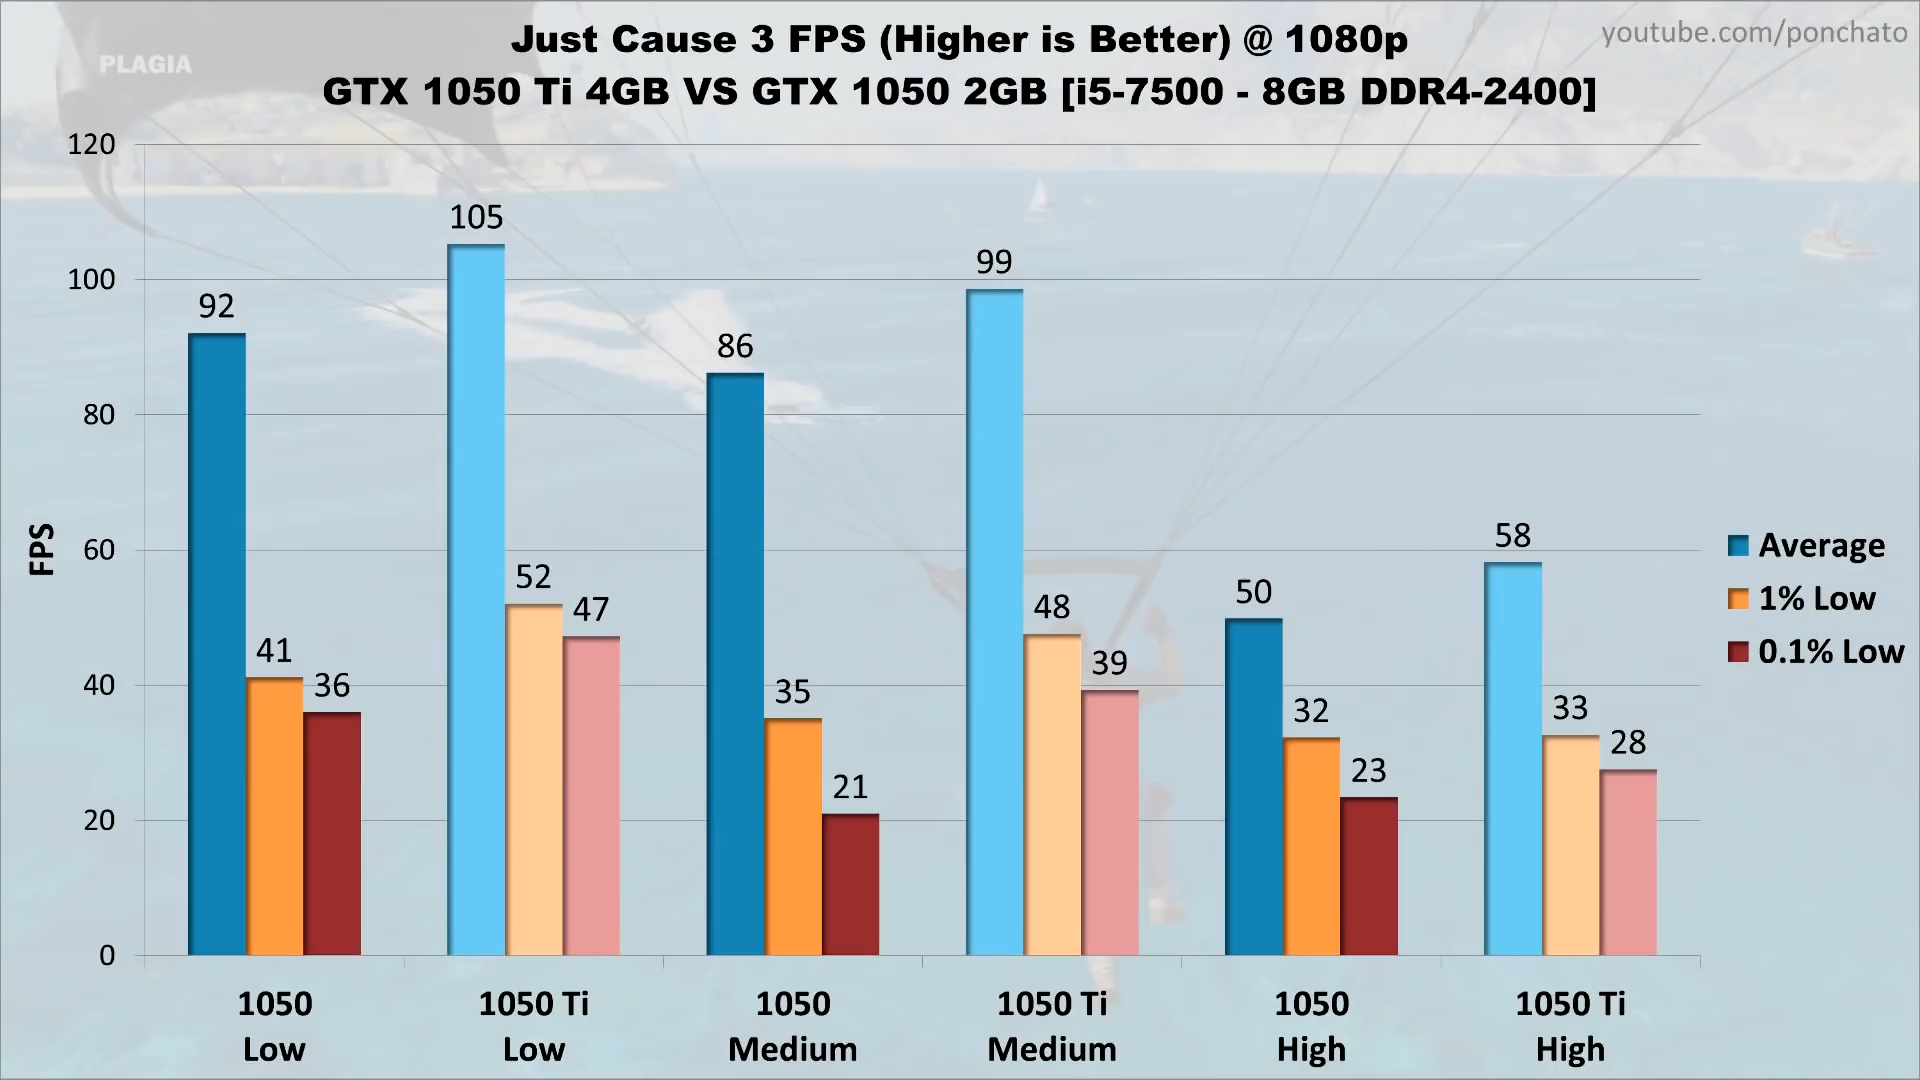 PLAGIA
youtube.com/ponchato
Just Cause 3 FPS (Higher is Better) @ 1080p
GTX 1050 Ti 4GB VS GTX 1050 2GB [i5-7500 - 8GB DDR4-2400]
120
100
80
60
40
20
0
FPS
92
41
36
105
52
47
86
35
21
99
48
39
50
32
23
58
33
28
1050
Low
1050 Ti
Low
1050
Medium
1050 Ti
Medium
1050
High
1050 Ti
High
Average
1% Low
0.1% Low